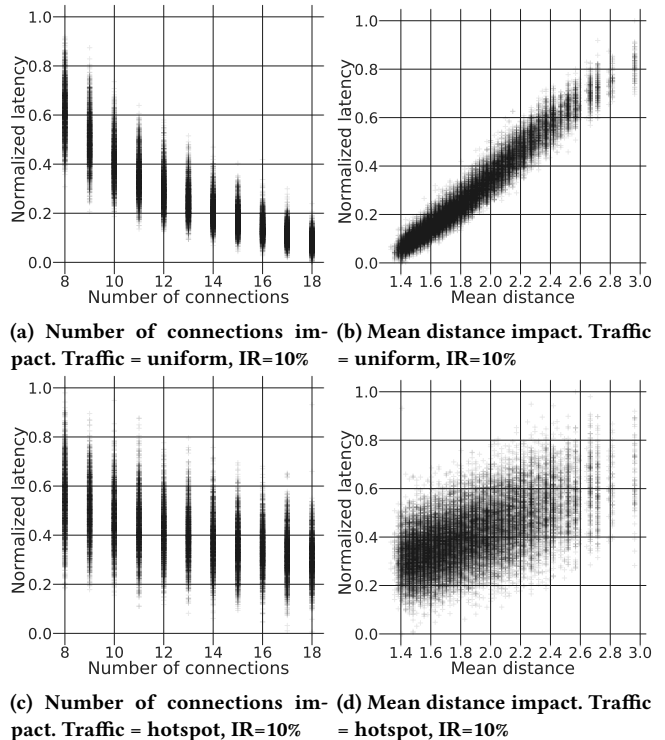 1.0
0.8
0.6
0.4
0.2
0.0
Normalized latency
8 10 12 14 16 18
Number of connections
(a) Number of connections im-
pact. Traffic = uniform, IR=10%
1.0
0.8
0.6
0.4
0.2
0.0
Normalized latency
1.4 1.6 1.8 2.0 2.2 2.4 2.6 2.8 3.0
Mean distance
(b) Mean distance impact. Traffic
= uniform, IR=10%
1.0
0.8
0.6
0.4
0.2
0.0
Normalized latency
8 10 12 14 16 18
Number of connections
(c) Number of connections im-
pact. Traffic = hotspot, IR=10%
1.0
0.8
0.6
0.4
0.2
0.0
Normalized latency
1.4 1.6 1.8 2.0 2.2 2.4 2.6 2.8 3.0
Mean distance
(d) Mean distance impact. Traffic
= hotspot, IR=10%